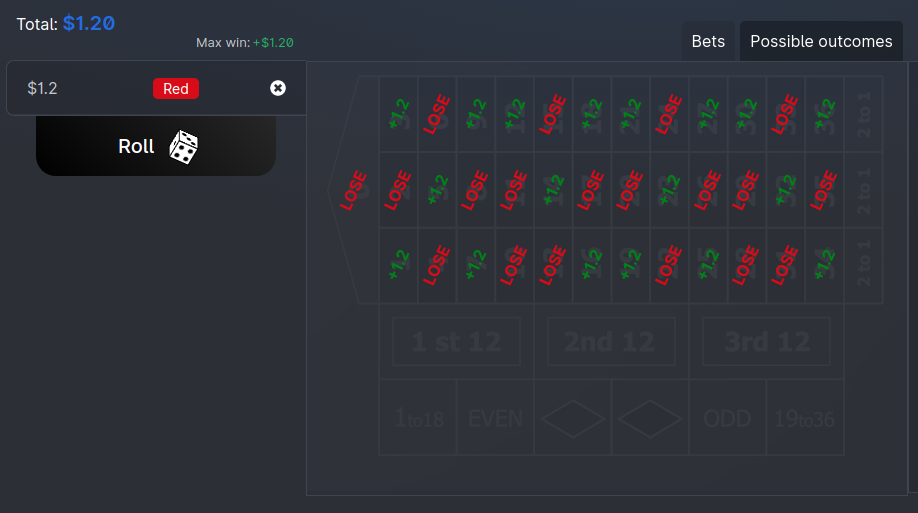 Total: $1.20
Max win: +$1.20
Bets
Possible outcomes
$1.2 Red
Roll
+1.2 LOSE +1.2 +1.2 LOSE +1.2 +1.2 LOSE +1.2 +1.2 LOSE +1.2 2 to 1
LOSE LOSE +1.2 LOSE LOSE +1.2 LOSE LOSE +1.2 LOSE LOSE +1.2 LOSE 2 to 1
+1.2 LOSE +1.2 LOSE LOSE +1.2 +1.2 LOSE +1.2 LOSE LOSE +1.2 2 to 1
1 st 12 2nd 12 3rd 12
1to18 EVEN ODD 19to36